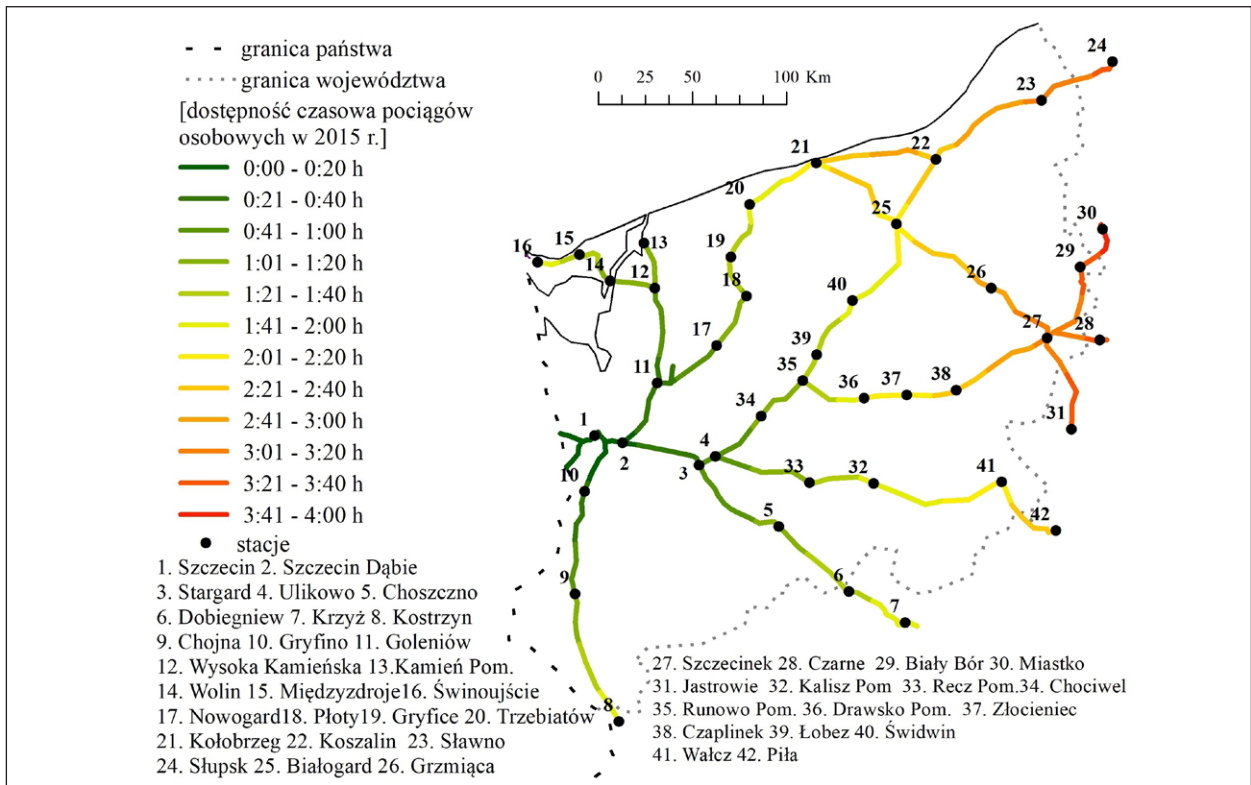 granica państwa
granica województwa
[dostępność czasowa pociągów
osobowych w 2015 r.]
0:00 - 0:20 h
0:21 - 0:40 h
0:41 - 1:00 h
1:01 - 1:20 h
1:21 - 1:40 h
1:41 - 2:00 h
2:01 - 2:20 h
2:21 - 2:40 h
2:41 - 3:00 h
3:01 - 3:20 h
3:21 - 3:40 h
3:41 - 4:00 h
stacje
1. Szczecin 2. Szczecin Dąbie
3. Stargard 4. Ulikowo 5. Choszczno
6. Dobiegniew 7. Krzyż 8. Kostrzyn
9. Chojna 10. Gryfino 11. Goleniów
12. Wysoka Kamieńska 13.Kamień Pom.
14. Wolin 15. Międzyzdroje16. Świnoujście
17. Nowogard18. Płoty19. Gryfice 20. Trzebiatów
21. Kołobrzeg 22. Koszalin 23. Sławno
24. Słupsk 25. Białogard 26. Grzmiąca
27. Szczecinek 28. Czarne 29. Biały Bór 30. Miastko
31. Jastrowie 32. Kalisz Pom 33. Recz Pom.34. Chociwel
35. Runowo Pom. 36. Drawsko Pom. 37. Złocieniec
38. Czaplinek 39. Łobez 40. Świdwin
41. Wałcz 42. Piła
0 25 50 100 Km
24
23
22
21
20
25
30
29
19
13
15
16
12
14
18
40
26
27
28
17
39
11
35
36
37
38
34
31
1
2
4
3
33
32
41
10
5
42
9
6
7
8